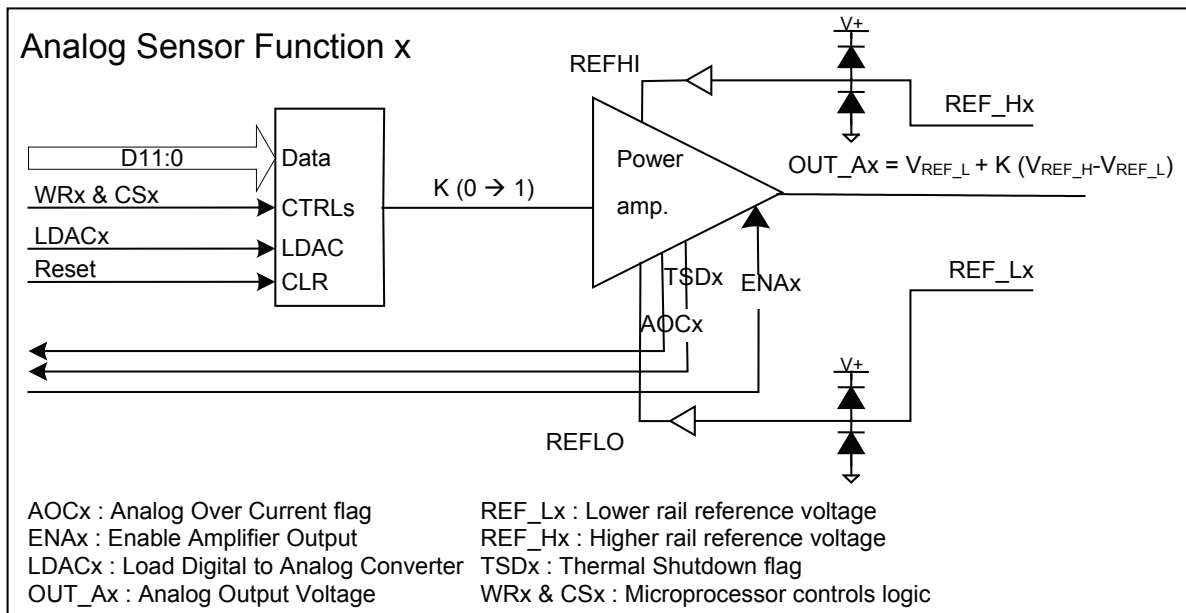 Analog Sensor Function x
V+
REFHI
REF_Hx
D11:0
Data
Power
amp.
OUT_Ax = VREF_L + K (VREF_H-VREF_L)
K (0 → 1)
WRx & CSx
CTRLs
LDACx
LDAC
Reset
CLR
TSDx
ENAx
REF_Lx
AOCx
V+
REFLO
AOCx : Analog Over Current flag
ENAx : Enable Amplifier Output
LDACx : Load Digital to Analog Converter
OUT_Ax : Analog Output Voltage
REF_Lx : Lower rail reference voltage
REF_Hx : Higher rail reference voltage
TSDx : Thermal Shutdown flag
WRx & CSx : Microprocessor controls logic